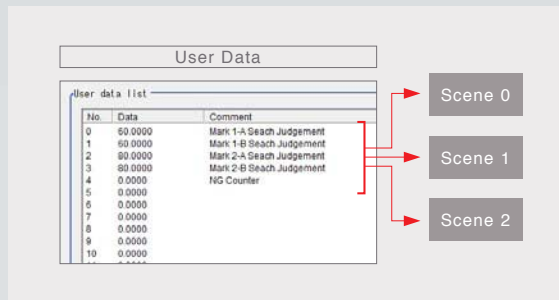 User Data
User data list
No. Data Comment
0 60.0000 Mark 1-A Seach Judgement
1 60.0000 Mark 1-B Seach Judgement
2 80.0000 Mark 2-A Seach Judgement
3 80.0000 Mark 2-B Seach Judgement
4 0.0000 NG Counter
5 0.0000
6 0.0000
7 0.0000
8 0.0000
9 0.0000
10 0.0000
Scene 0
Scene 1
Scene 2